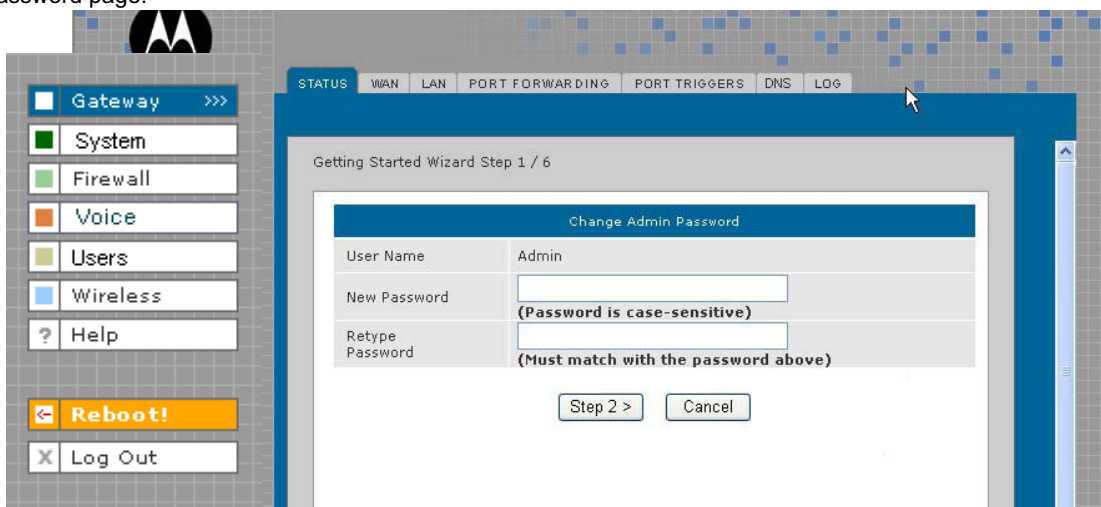 assword page.
STATUS WAN LAN PORT FORWARDING PORT TRIGGERS DNS LOG
Gateway >>>
System
Firewall
Voice
Users
Wireless
? Help
Reboot!
X Log Out
Getting Started Wizard Step 1 / 6
Change Admin Password
User Name Admin
New Password
(Password is case-sensitive)
Retype
Password
(Must match with the password above)
Step 2 > Cancel